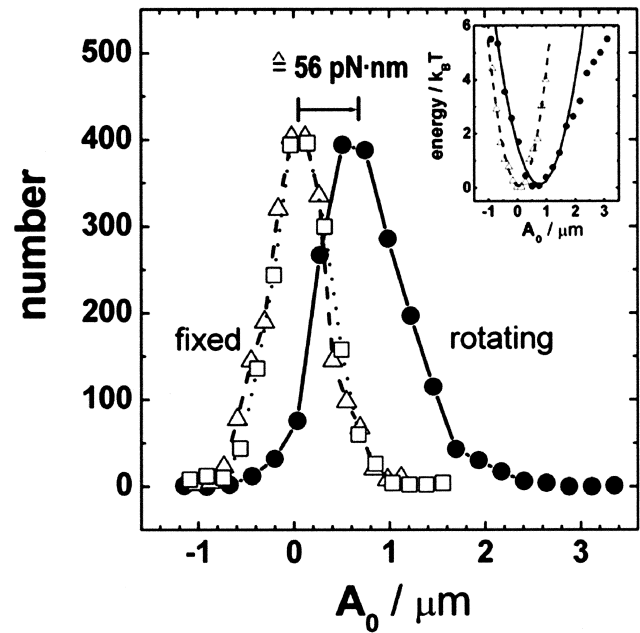 500
400
300
200
100
0
number
≙ 56 pN·nm
fixed
rotating
-1 0 1 2 3
A₀ / μm
6
4
2
0
energy / k_BT
-1 0 1 2 3
A₀ / μm